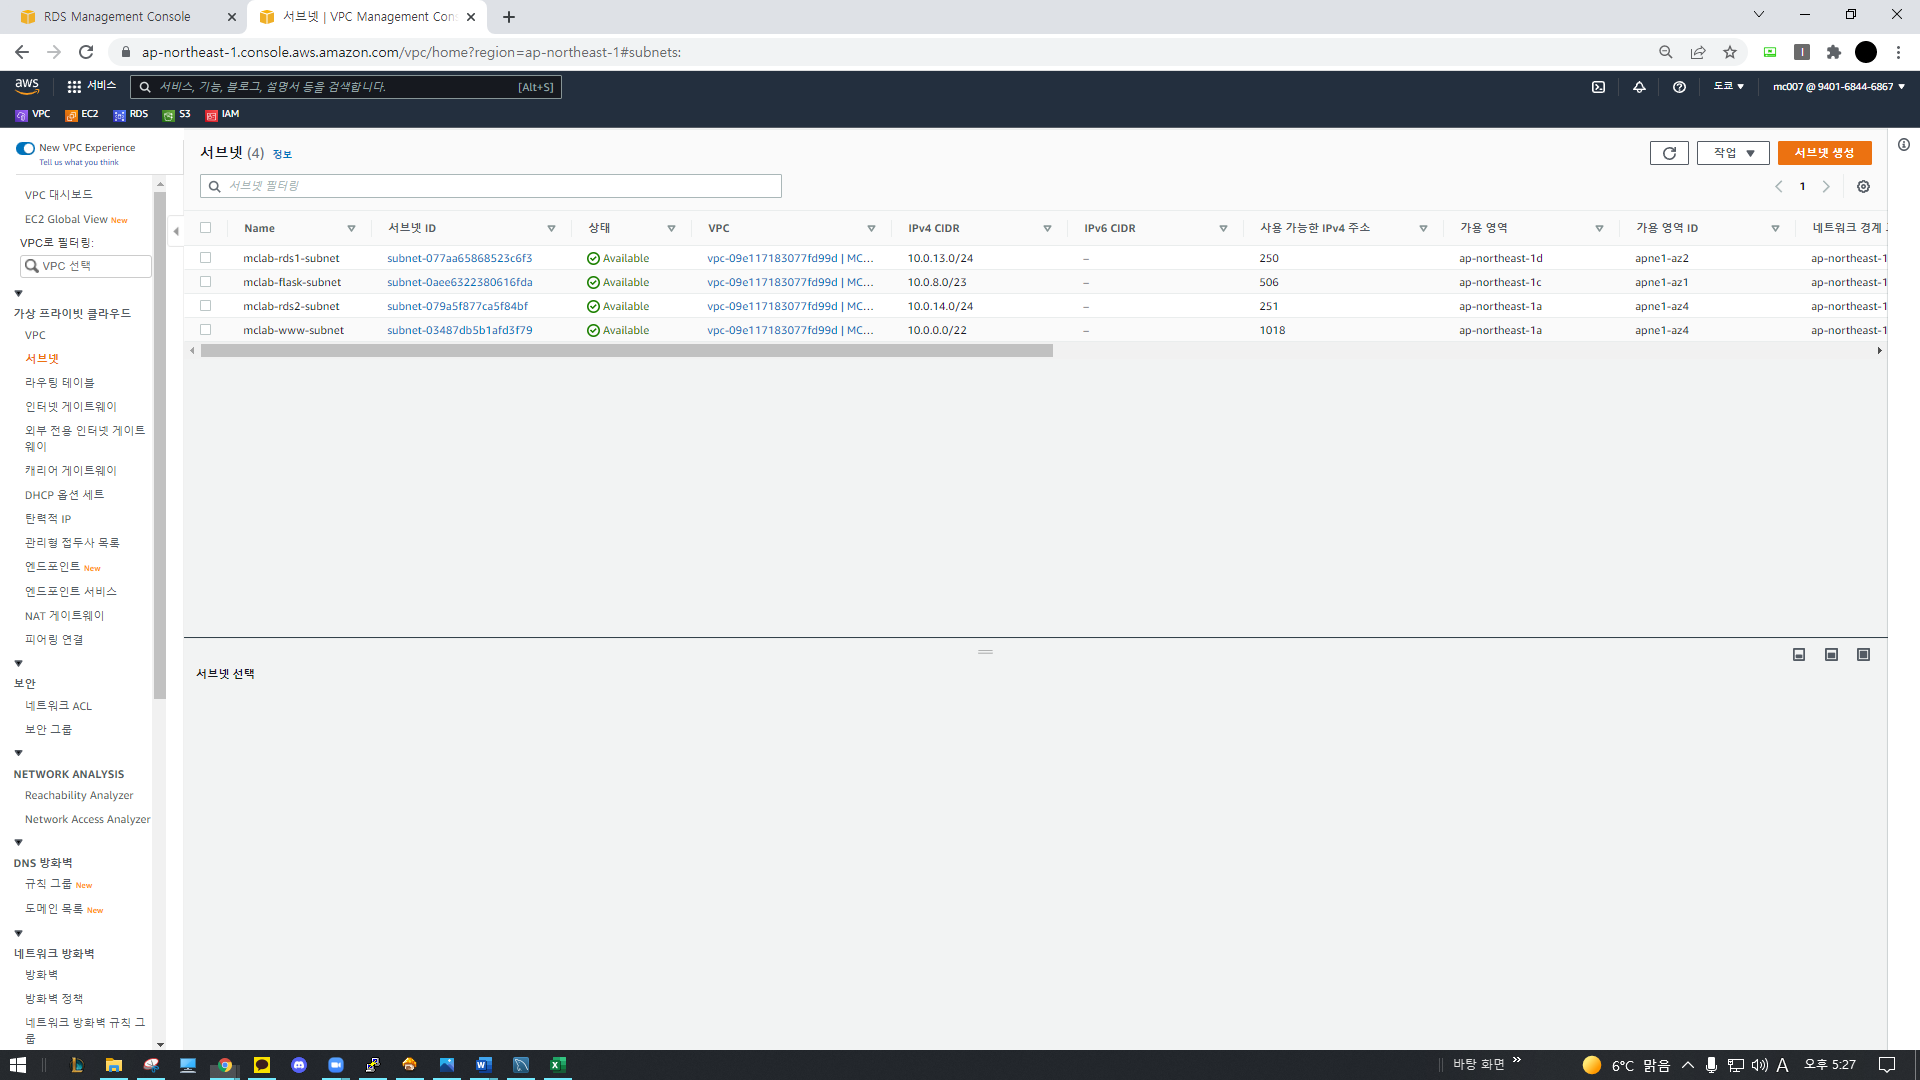 RDS Management Console
서브넷 | VPC Management Con
ap-northeast-1.console.aws.amazon.com/vpc/home?region=ap-northeast-1#subnets:
aws 서비스 서비스, 기능, 블로그, 설명서 등을 검색합니다. [Alt+S] 도쿄 ▼ mc007 @ 9401-6844-6867 ▼
VPC EC2 RDS S3 IAM
New VPC Experience
Tell us what you think
VPC 대시보드
EC2 Global View New
VPC로 필터링:
VPC 선택
가상 프라이빗 클라우드
VPC
서브넷
라우팅 테이블
인터넷 게이트웨이
외부 전용 인터넷 게이트
웨이
캐리어 게이트웨이
DHCP 옵션 세트
탄력적 IP
관리형 접두사 목록
엔드포인트 New
엔드포인트 서비스
NAT 게이트웨이
피어링 연결
보안
네트워크 ACL
보안 그룹
NETWORK ANALYSIS
Reachability Analyzer
Network Access Analyzer
DNS 방화벽
규칙 그룹 New
도메인 목록 New
네트워크 방화벽
방화벽
방화벽 정책
네트워크 방화벽 규칙 그
룹
서브넷 (4) 정보
작업 ▼ 서브넷 생성
서브넷 필터링
1
Name 서브넷 ID 상태 VPC IPv4 CIDR IPv6 CIDR 사용 가능한 IPv4 주소 가용 영역 가용 영역 ID 네트워크 경계
mclab-rds1-subnet subnet-077aa65868523c6f3 Available vpc-09e117183077fd99d | MC... 10.0.13.0/24 – 250 ap-northeast-1d apne1-az2 ap-northeast-1
mclab-flask-subnet subnet-0aee6322380616fda Available vpc-09e117183077fd99d | MC... 10.0.8.0/23 – 506 ap-northeast-1c apne1-az1 ap-northeast-1
mclab-rds2-subnet subnet-079a5f877ca5f84bf Available vpc-09e117183077fd99d | MC... 10.0.14.0/24 – 251 ap-northeast-1a apne1-az4 ap-northeast-1
mclab-www-subnet subnet-03487db5b1afd3f79 Available vpc-09e117183077fd99d | MC... 10.0.0.0/22 – 1018 ap-northeast-1a apne1-az4 ap-northeast-1
서브넷 선택
바탕 화면 6°C 맑음 A 오후 5:27